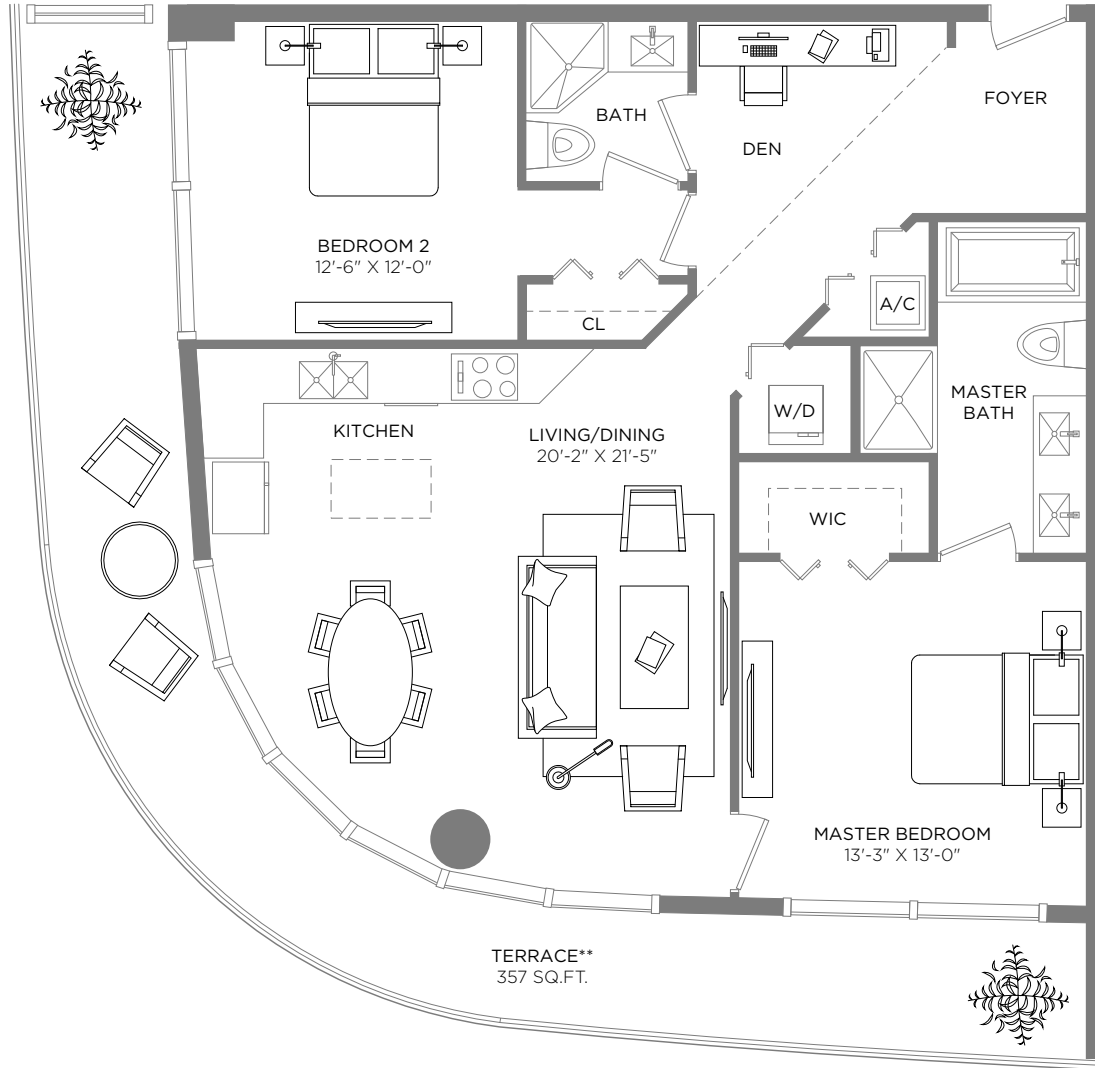 FOYER
BATH
DEN
BEDROOM 2
12'-6" X 12'-0"
A/C
CL
MASTER
BATH
W/D
KITCHEN
LIVING/DINING
20'-2" X 21'-5"
WIC
MASTER BEDROOM
13'-3" X 13'-0"
TERRACE**
357 SQ.FT.